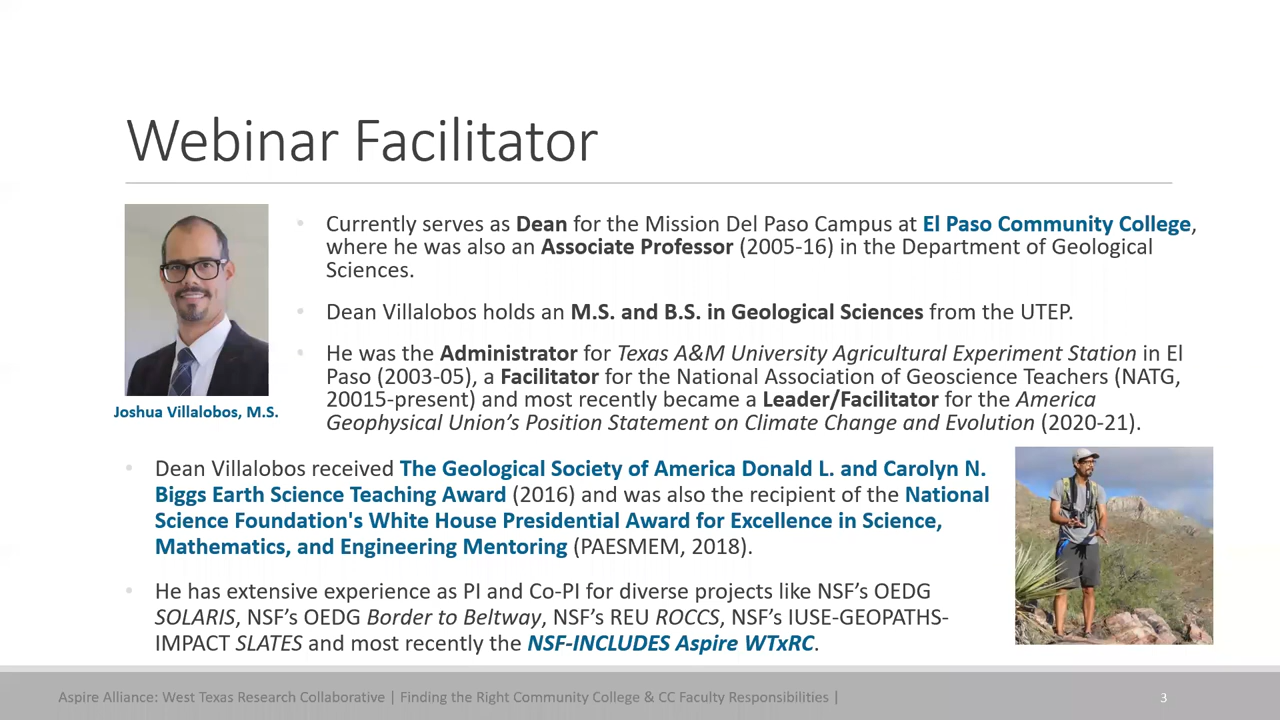 Webinar Facilitator
• Currently serves as Dean for the Mission Del Paso Campus at El Paso Community College,
where he was also an Associate Professor (2005-16) in the Department of Geological
Sciences.
• Dean Villalobos holds an M.S. and B.S. in Geological Sciences from the UTEP.
• He was the Administrator for Texas A&M University Agricultural Experiment Station in El
Paso (2003-05), a Facilitator for the National Association of Geoscience Teachers (NATG,
20015-present) and most recently became a Leader/Facilitator for the America
Geophysical Union's Position Statement on Climate Change and Evolution (2020-21).
Joshua Villalobos, M.S.
• Dean Villalobos received The Geological Society of America Donald L. and Carolyn N.
Biggs Earth Science Teaching Award (2016) and was also the recipient of the National
Science Foundation's White House Presidential Award for Excellence in Science,
Mathematics, and Engineering Mentoring (PAESMEM, 2018).
• He has extensive experience as PI and Co-PI for diverse projects like NSF's OEDG
SOLARIS, NSF's OEDG Border to Beltway, NSF's REU ROCCS, NSF's IUSE-GEOPATHS-
IMPACT SLATES and most recently the NSF-INCLUDES Aspire WTxRC.
Aspire Alliance: West Texas Research Collaborative | Finding the Right Community College & CC Faculty Responsibilities |
3